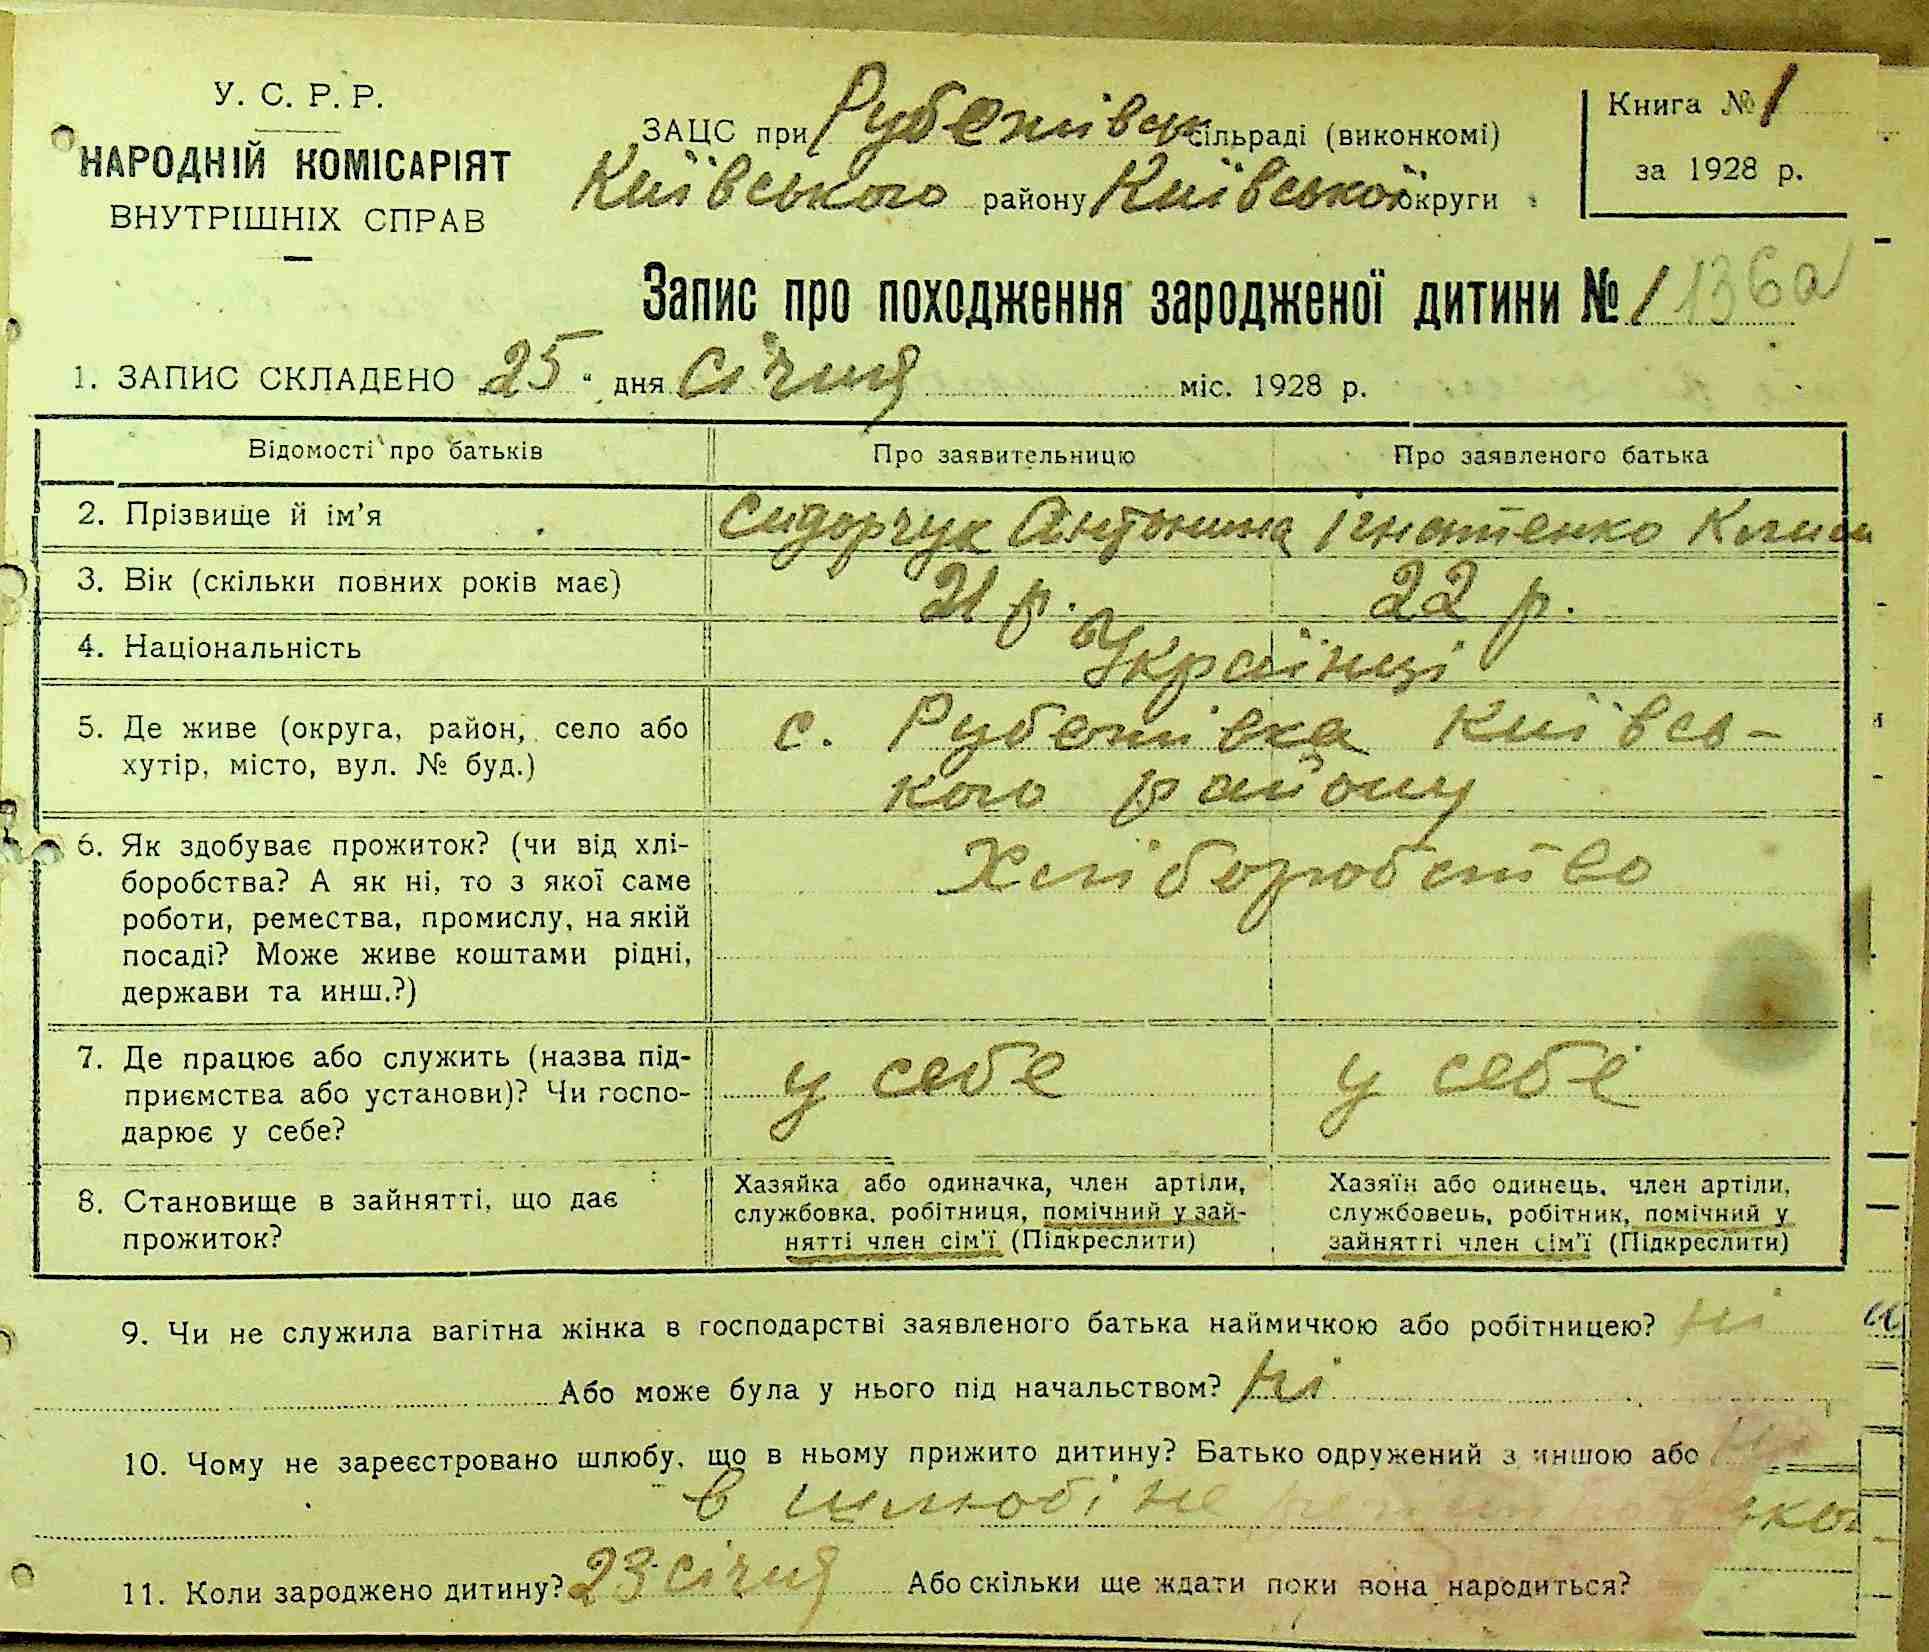 У. С. Р. Р.
НАРОДНІЙ КОМІСАРІЯТ
ВНУТРІШНІХ СПРАВ
ЗАЦС при Рубежівськ сільраді (виконкомі)
Київського району Київської округи
Книга № 1
за 1928 р.
Запис про походження зародженої дитини № 1 136а
1. ЗАПИС СКЛАДЕНО „25“ дня січня міс. 1928 р.
Відомості про батьків Про заявительницю Про заявленого батька
2. Прізвище й ім'я Сидорчук Антонина Ігнатенко Клим
3. Вік (скільки повних років має) 21 р. 22 р.
4. Національність Українці
5. Де живе (округа, район, село або с. Рубежівка Київсь-
хутір, місто, вул. № буд.) кого району
6. Як здобуває прожиток? (чи від хлі- Хліборобство
боробства? А як ні, то з якої саме
роботи, ремества, промислу, на якій
посаді? Може живе коштами рідні,
держави та инш.?)
7. Де працює або служить (назва під- у себе у себе
приємства або установи)? Чи госпо-
дарює у себе?
8. Становище в зайнятті, що дає
прожиток?
Хазяйка або одиначка, член артіли,
службовка, робітниця, помічний у зай-
нятті член сім'ї (Підкреслити)
Хазяїн або одинець, член артіли,
службовець, робітник, помічний у
зайнятті член сім'ї (Підкреслити)
9. Чи не служила вагітна жінка в господарстві заявленого батька наймичкою або робітницею? ні
Або може була у нього під начальством? ні
10. Чому не зареєстровано шлюбу, що в ньому прижито дитину? Батько одружений з иншою або ні
в шлюбі не
11. Коли зароджено дитину? 23 січня Або скільки ще ждати поки вона народиться?